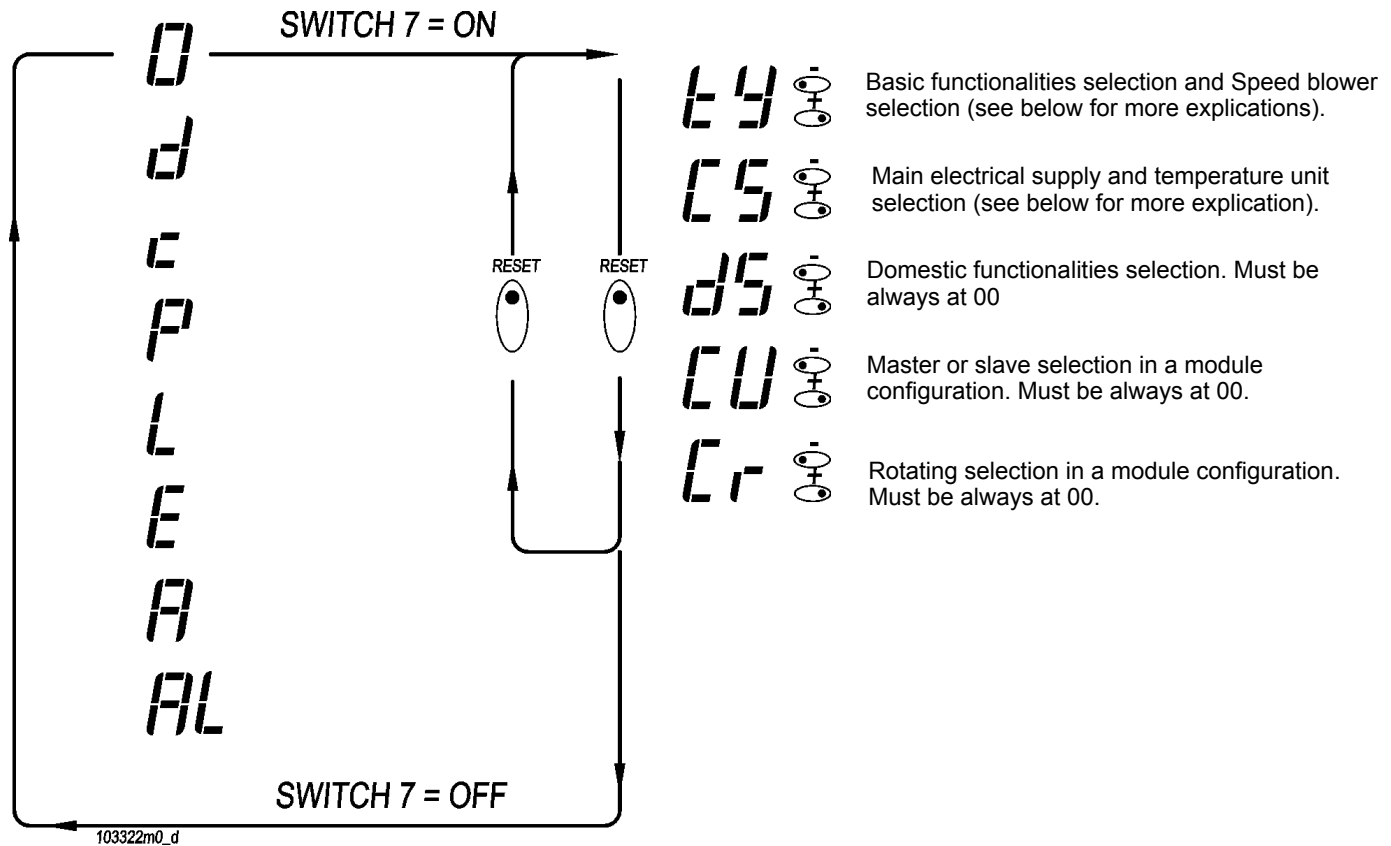 SWITCH 7 = ON
0
d
c
P
L
E
A
AL
RESET RESET
tY - +
Basic functionalities selection and Speed blower
selection (see below for more explications).
CS - +
Main electrical supply and temperature unit
selection (see below for more explication).
dS - +
Domestic functionalities selection. Must be
always at 00
CU - +
Master or slave selection in a module
configuration. Must be always at 00.
Cr - +
Rotating selection in a module configuration.
Must be always at 00.
SWITCH 7 = OFF
103322m0_d